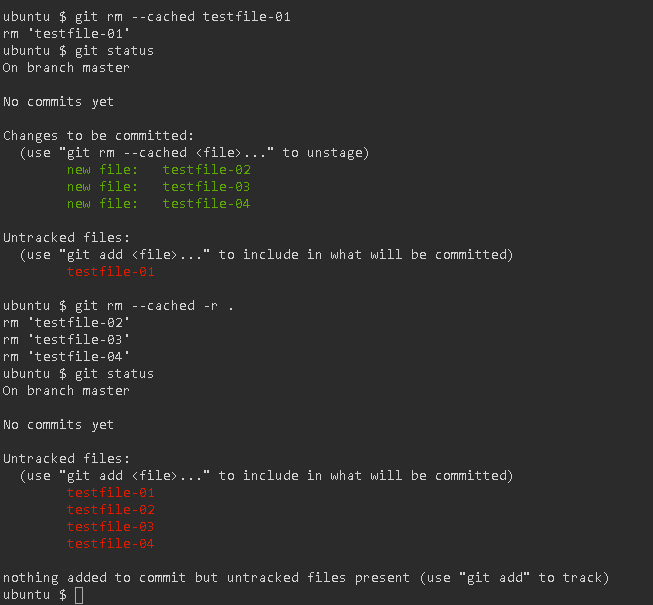 ubuntu $ git rm --cached testfile-01
rm 'testfile-01'
ubuntu $ git status
On branch master
No commits yet
Changes to be committed:
(use "git rm --cached <file>..." to unstage)
new file: testfile-02
new file: testfile-03
new file: testfile-04
Untracked files:
(use "git add <file>..." to include in what will be committed)
testfile-01
ubuntu $ git rm --cached -r .
rm 'testfile-02'
rm 'testfile-03'
rm 'testfile-04'
ubuntu $ git status
On branch master
No commits yet
Untracked files:
(use "git add <file>..." to include in what will be committed)
testfile-01
testfile-02
testfile-03
testfile-04
nothing added to commit but untracked files present (use "git add" to track)
ubuntu $